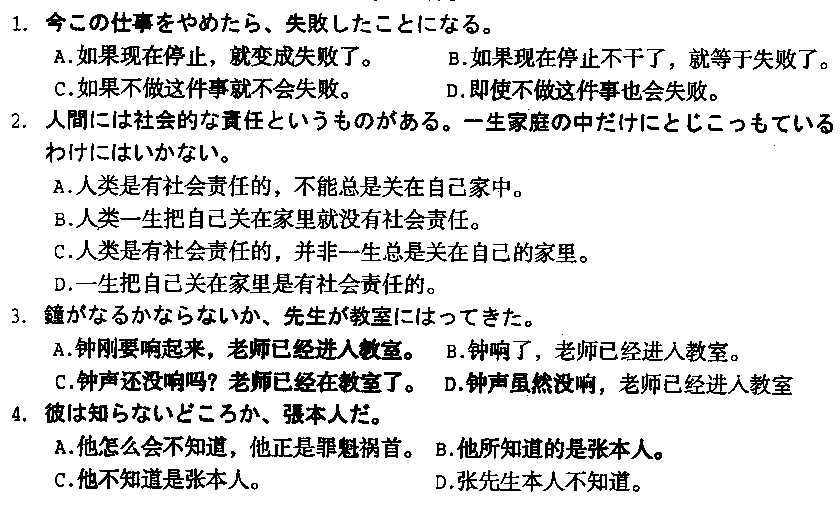 1. 今この仕事をやめたら、失敗したことになる。
A.如果现在停止，就变成失败了。 B.如果现在停止不干了，就等于失败了。
C.如果不做这件事就不会失败。 D.即使不做这件事也会失败。
2. 人間には社会的な責任というものがある。一生家庭の中だけにとじこっもている
わけにはいかない。
A.人类是有社会责任的，不能总是关在自己家中。
B.人类一生把自己关在家里就没有社会责任。
C.人类是有社会责任的，并非一生总是关在自己的家里。
D.一生把自己关在家里是有社会责任的。
3. 鐘がなるかならないか、先生が教室にはってきた。
A.钟刚要响起来，老师已经进入教室。 B.钟响了，老师已经进入教室。
C.钟声还没响吗？老师已经在教室了。 D.钟声虽然没响，老师已经进入教室
4. 彼は知らないどころか、張本人だ。
A.他怎么会不知道，他正是罪魁祸首。 B.他所知道的是张本人。
C.他不知道是张本人。 D.张先生本人不知道。